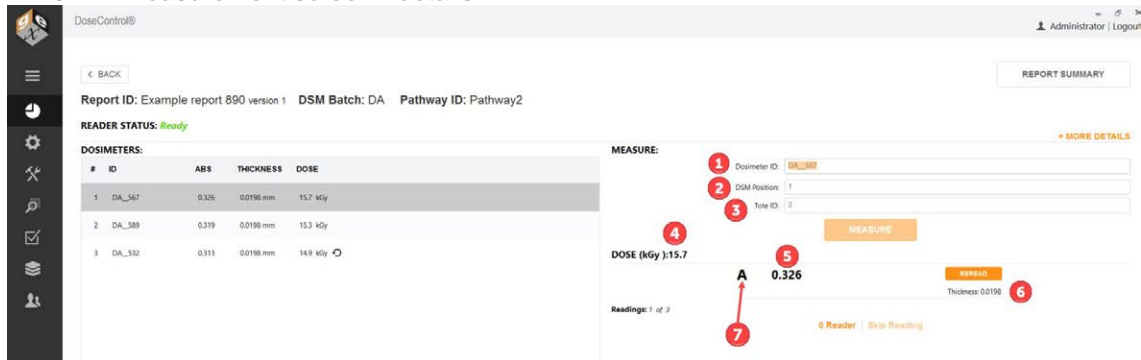 DoseControl®
Administrator | Logout
< BACK
REPORT SUMMARY
Report ID: Example report 890 version 1 DSM Batch: DA Pathway ID: Pathway2
READER STATUS: Ready
+ MORE DETAILS
DOSIMETERS:
# ID ABS THICKNESS DOSE
1 DA__567 0.326 0.0198 mm 15.7 kGy
2 DA__589 0.319 0.0198 mm 15.3 kGy
3 DA__532 0.313 0.0198 mm 14.9 kGy
MEASURE:
1 Dosimeter ID: DA__567
2 DSM Position: 1
3 Tote ID: 2
MEASURE
4
DOSE (kGy ):15.7
5
A 0.326
REREAD
Thickness: 0.0198 6
Readings: 1 of 3
7
0 Reader | Skip Reading